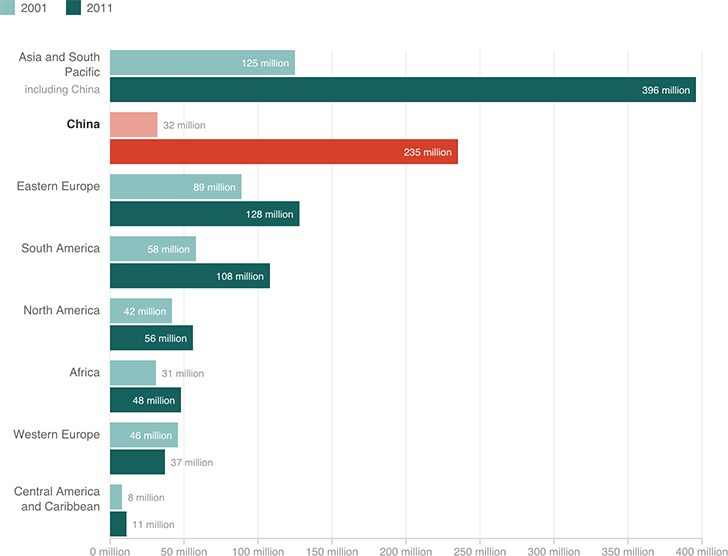 2001 2011
Asia and South
Pacific
including China
125 million
396 million
China
32 million
235 million
Eastern Europe
89 million
128 million
South America
58 million
108 million
North America
42 million
56 million
Africa
31 million
48 million
Western Europe
46 million
37 million
Central America
and Caribbean
8 million
11 million
0 million 50 million 100 million 150 million 200 million 250 million 300 million 350 million 400 million